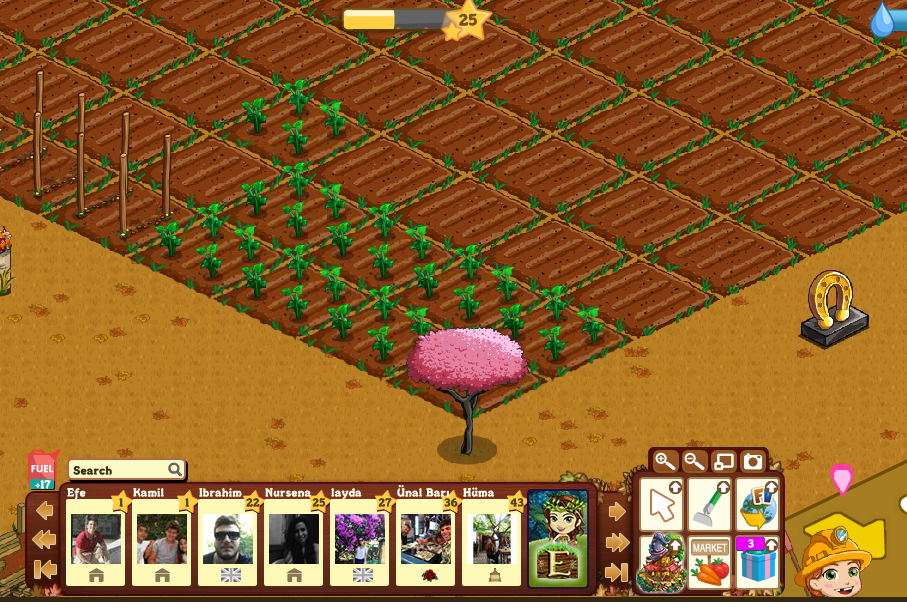 25
FUEL
+17
Search
Efe
1
Kamil
1
Ibrahim
22
Nursena
25
layda
27
Ünal Barı
36
Hüma
43
E
F
MARKET
3